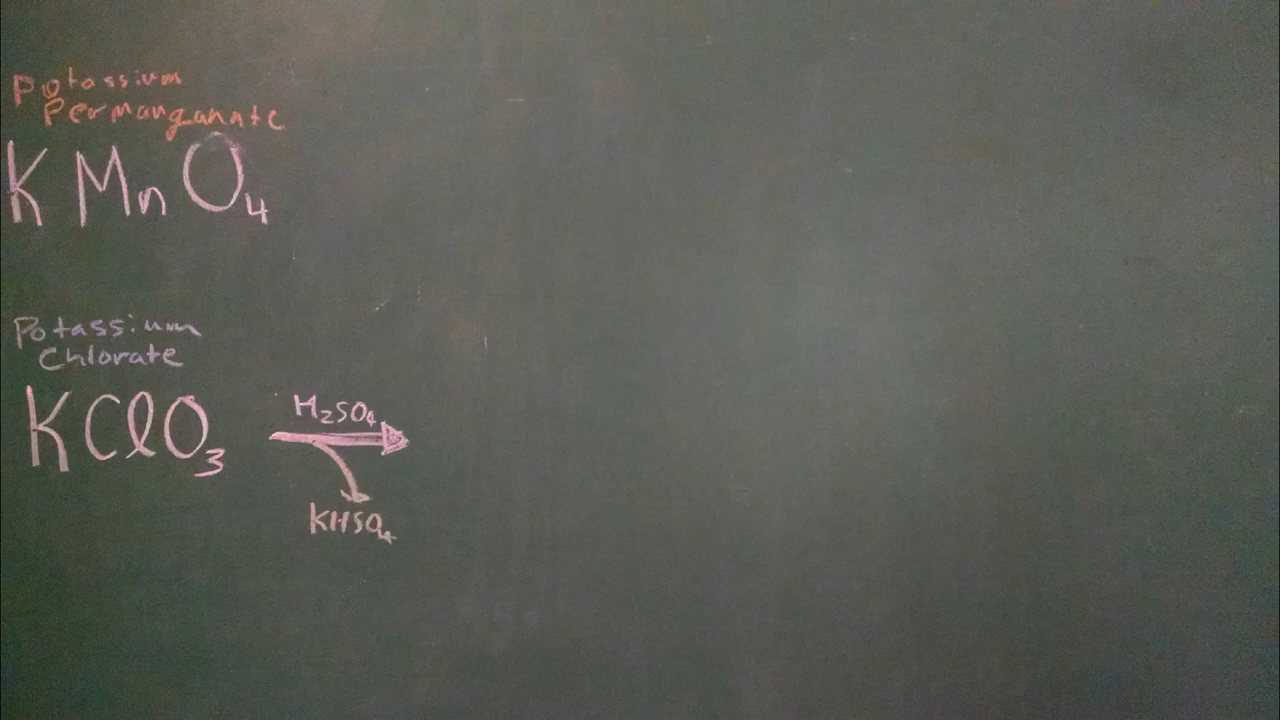 Potassium
Permanganate
KMnO₄
Potassium
Chlorate
KClO₃
H₂SO₄
KHSO₄